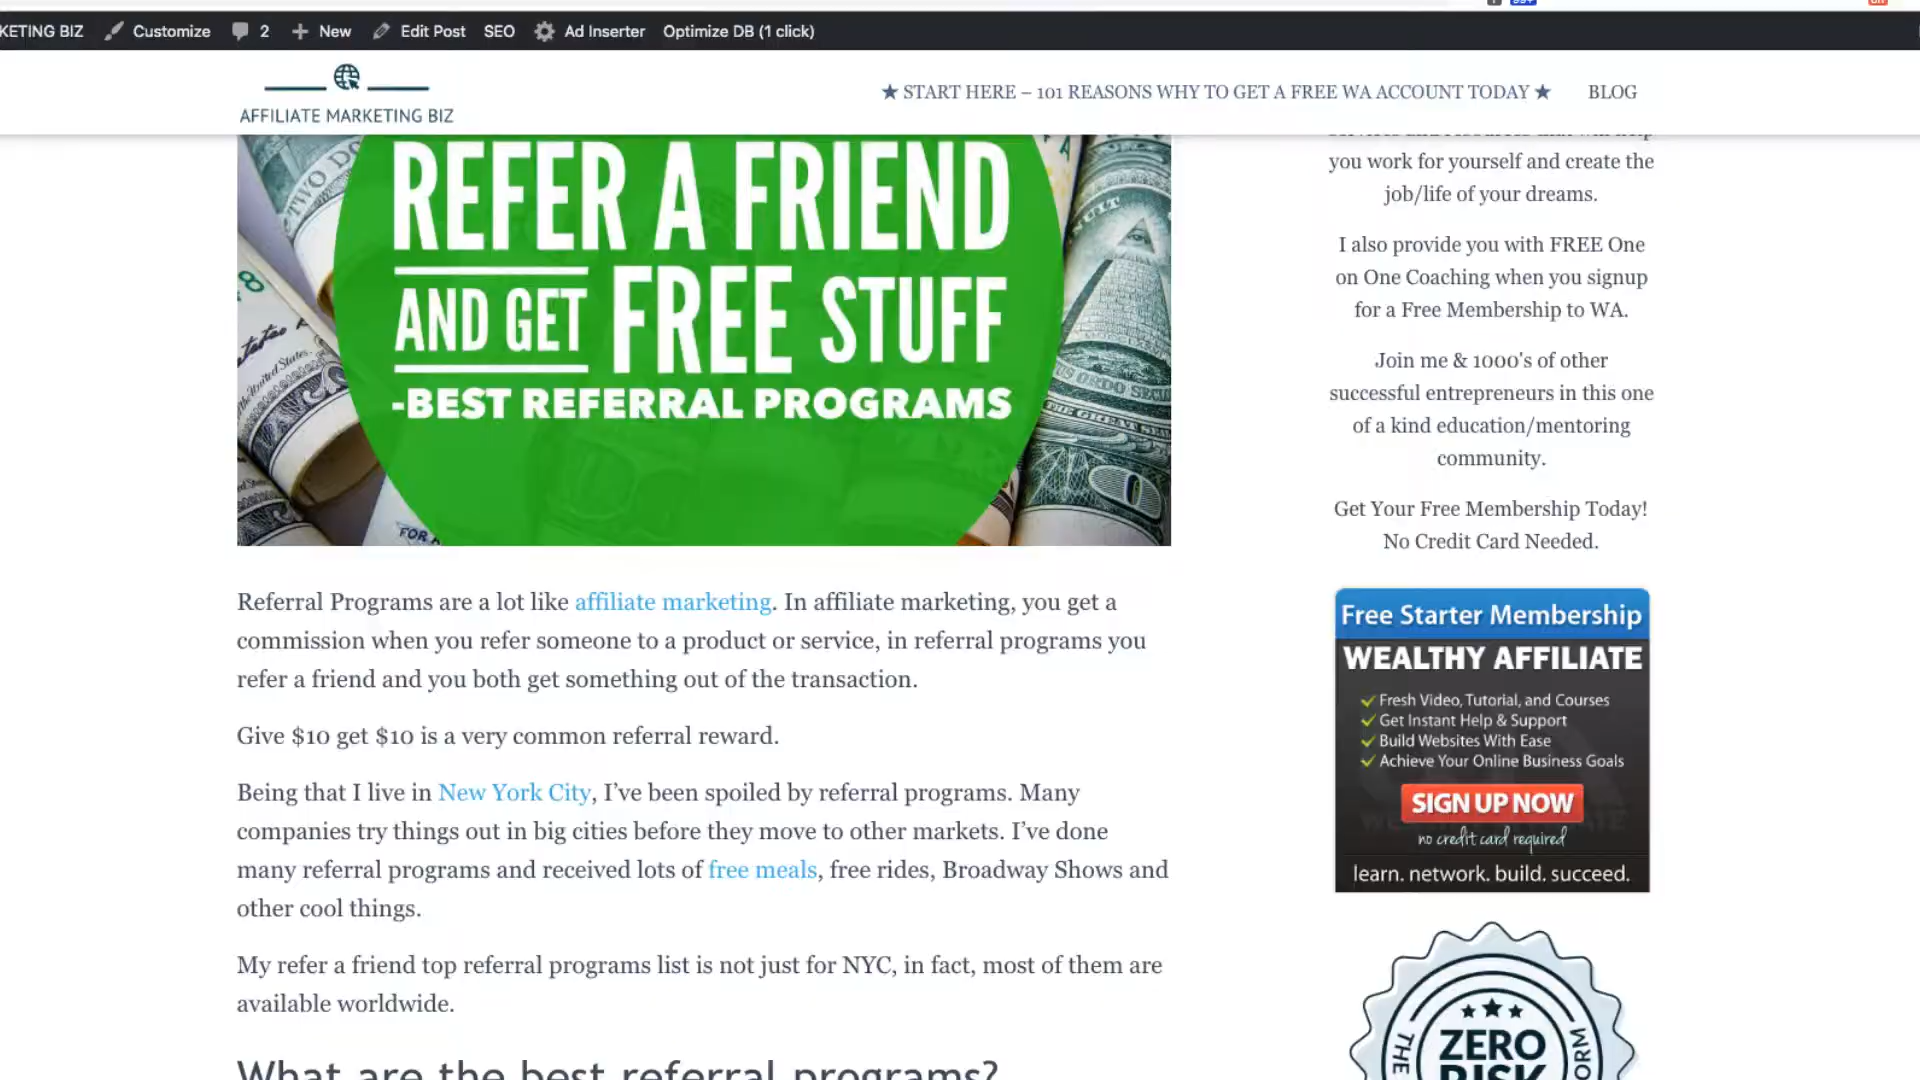 KETING BIZ Customize 2 New Edit Post SEO Ad Inserter Optimize DB (1 click)
AFFILIATE MARKETING BIZ
★ START HERE – 101 REASONS WHY TO GET A FREE WA ACCOUNT TODAY ★ BLOG
REFER A FRIEND
AND GET FREE STUFF
-BEST REFERRAL PROGRAMS
Referral Programs are a lot like affiliate marketing. In affiliate marketing, you get a
commission when you refer someone to a product or service, in referral programs you
refer a friend and you both get something out of the transaction.
Give $10 get $10 is a very common referral reward.
Being that I live in New York City, I’ve been spoiled by referral programs. Many
companies try things out in big cities before they move to other markets. I’ve done
many referral programs and received lots of free meals, free rides, Broadway Shows and
other cool things.
My refer a friend top referral programs list is not just for NYC, in fact, most of them are
available worldwide.
What are the best referral programs?
you work for yourself and create the
job/life of your dreams.
I also provide you with FREE One
on One Coaching when you signup
for a Free Membership to WA.
Join me & 1000's of other
successful entrepreneurs in this one
of a kind education/mentoring
community.
Get Your Free Membership Today!
No Credit Card Needed.
Free Starter Membership
WEALTHY AFFILIATE
Fresh Video, Tutorial, and Courses
Get Instant Help & Support
Build Websites With Ease
Achieve Your Online Business Goals
SIGN UP NOW
no credit card required
learn. network. build. succeed.
THE
ZERO
RISK